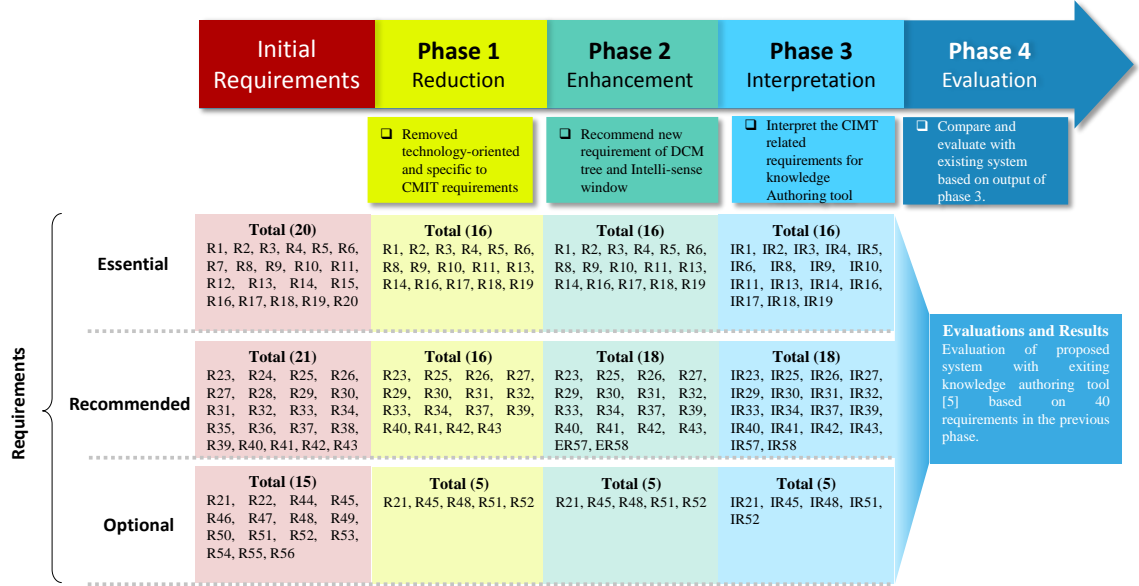 Initial
Requirements
Phase 1
Reduction
Phase 2
Enhancement
Phase 3
Interpretation
Phase 4
Evaluation
❑ Removed
technology-oriented
and specific to
CMIT requirements
❑ Recommend new
requirement of DCM
tree and Intelli-sense
window
❑ Interpret the CIMT
related
requirements for
knowledge
Authoring tool
❑ Compare and
evaluate with
existing system
based on output of
phase 3.
Requirements
Essential
Total (20)
R1, R2, R3, R4, R5, R6,
R7, R8, R9, R10, R11,
R12, R13, R14, R15,
R16, R17, R18, R19, R20
Total (16)
R1, R2, R3, R4, R5, R6,
R8, R9, R10, R11, R13,
R14, R16, R17, R18, R19
Total (16)
R1, R2, R3, R4, R5, R6,
R8, R9, R10, R11, R13,
R14, R16, R17, R18, R19
Total (16)
IR1, IR2, IR3, IR4, IR5,
IR6, IR8, IR9, IR10,
IR11, IR13, IR14, IR16,
IR17, IR18, IR19
Recommended
Total (21)
R23, R24, R25, R26,
R27, R28, R29, R30,
R31, R32, R33, R34,
R35, R36, R37, R38,
R39, R40, R41, R42, R43
Total (16)
R23, R25, R26, R27,
R29, R30, R31, R32,
R33, R34, R37, R39,
R40, R41, R42, R43
Total (18)
R23, R25, R26, R27,
R29, R30, R31, R32,
R33, R34, R37, R39,
R40, R41, R42, R43,
ER57, ER58
Total (18)
IR23, IR25, IR26, IR27,
IR29, IR30, IR31, IR32,
IR33, IR34, IR37, IR39,
IR40, IR41, IR42, IR43,
IR57, IR58
Optional
Total (15)
R21, R22, R44, R45,
R46, R47, R48, R49,
R50, R51, R52, R53,
R54, R55, R56
Total (5)
R21, R45, R48, R51, R52
Total (5)
R21, R45, R48, R51, R52
Total (5)
IR21, IR45, IR48, IR51,
IR52
Evaluations and Results
Evaluation of proposed
system with exiting
knowledge authoring tool
[5] based on 40
requirements in the previous
phase.